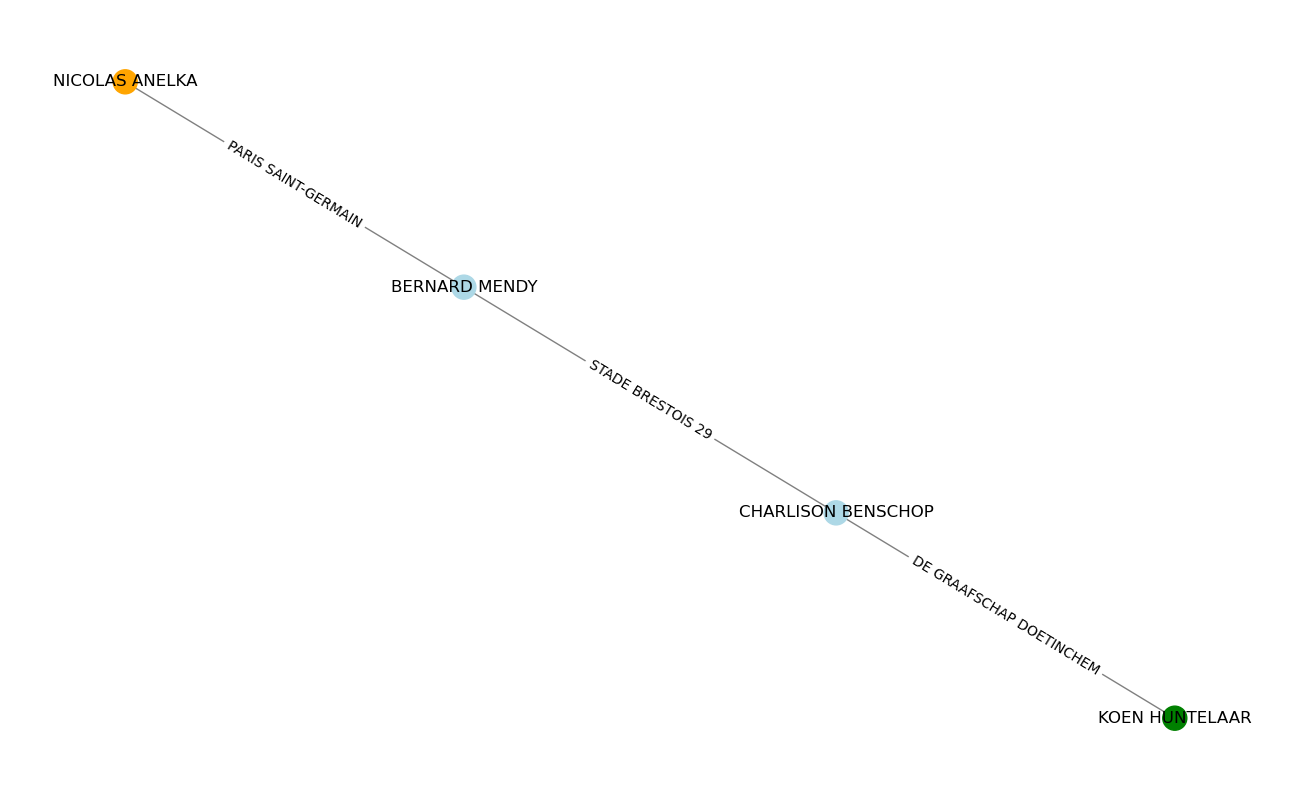 NICOLAS ANELKA
PARIS SAINT-GERMAIN
BERNARD MENDY
STADE BRESTOIS 29
CHARLISON BENSCHOP
DE GRAAFSCHAP DOETINCHEM
KOEN HUNTELAAR